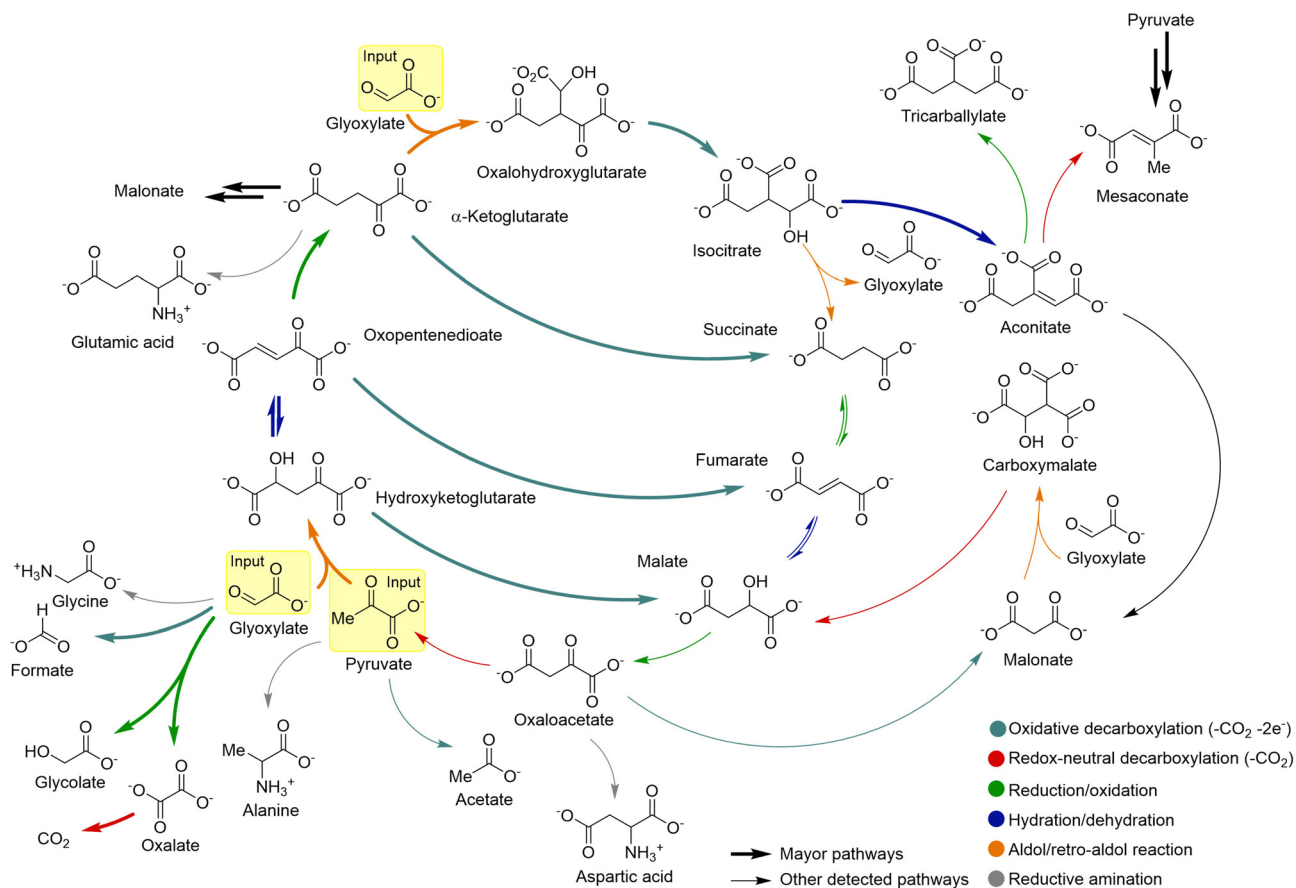 Pyruvate
Input
Glyoxylate
Oxalohydroxyglutarate
Tricarballylate
Mesaconate
Malonate
α-Ketoglutarate
Isocitrate
Glyoxylate
Aconitate
Glutamic acid
Oxopentenedioate
Succinate
Hydroxyketoglutarate
Fumarate
Carboxymalate
Glyoxylate
Malate
Input
Glyoxylate
Input
Pyruvate
Glycine
Formate
Oxaloacetate
Malonate
Glycolate
Oxalate
CO2
Alanine
Acetate
Aspartic acid
Mayor pathways
Other detected pathways
Oxidative decarboxylation (-CO2 -2e-)
Redox-neutral decarboxylation (-CO2)
Reduction/oxidation
Hydration/dehydration
Aldol/retro-aldol reaction
Reductive amination